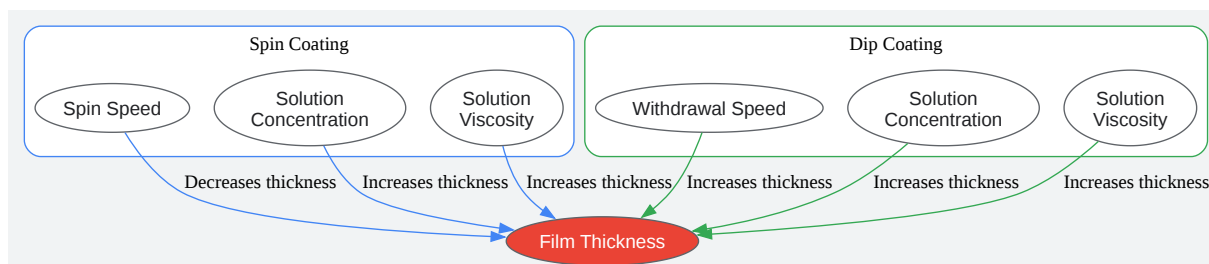 Spin Coating
Dip Coating
Spin Speed
Solution
Concentration
Solution
Viscosity
Withdrawal Speed
Solution
Concentration
Solution
Viscosity
Decreases thickness
Increases thickness
Increases thickness
Increases thickness
Increases thickness
Increases thickness
Film Thickness